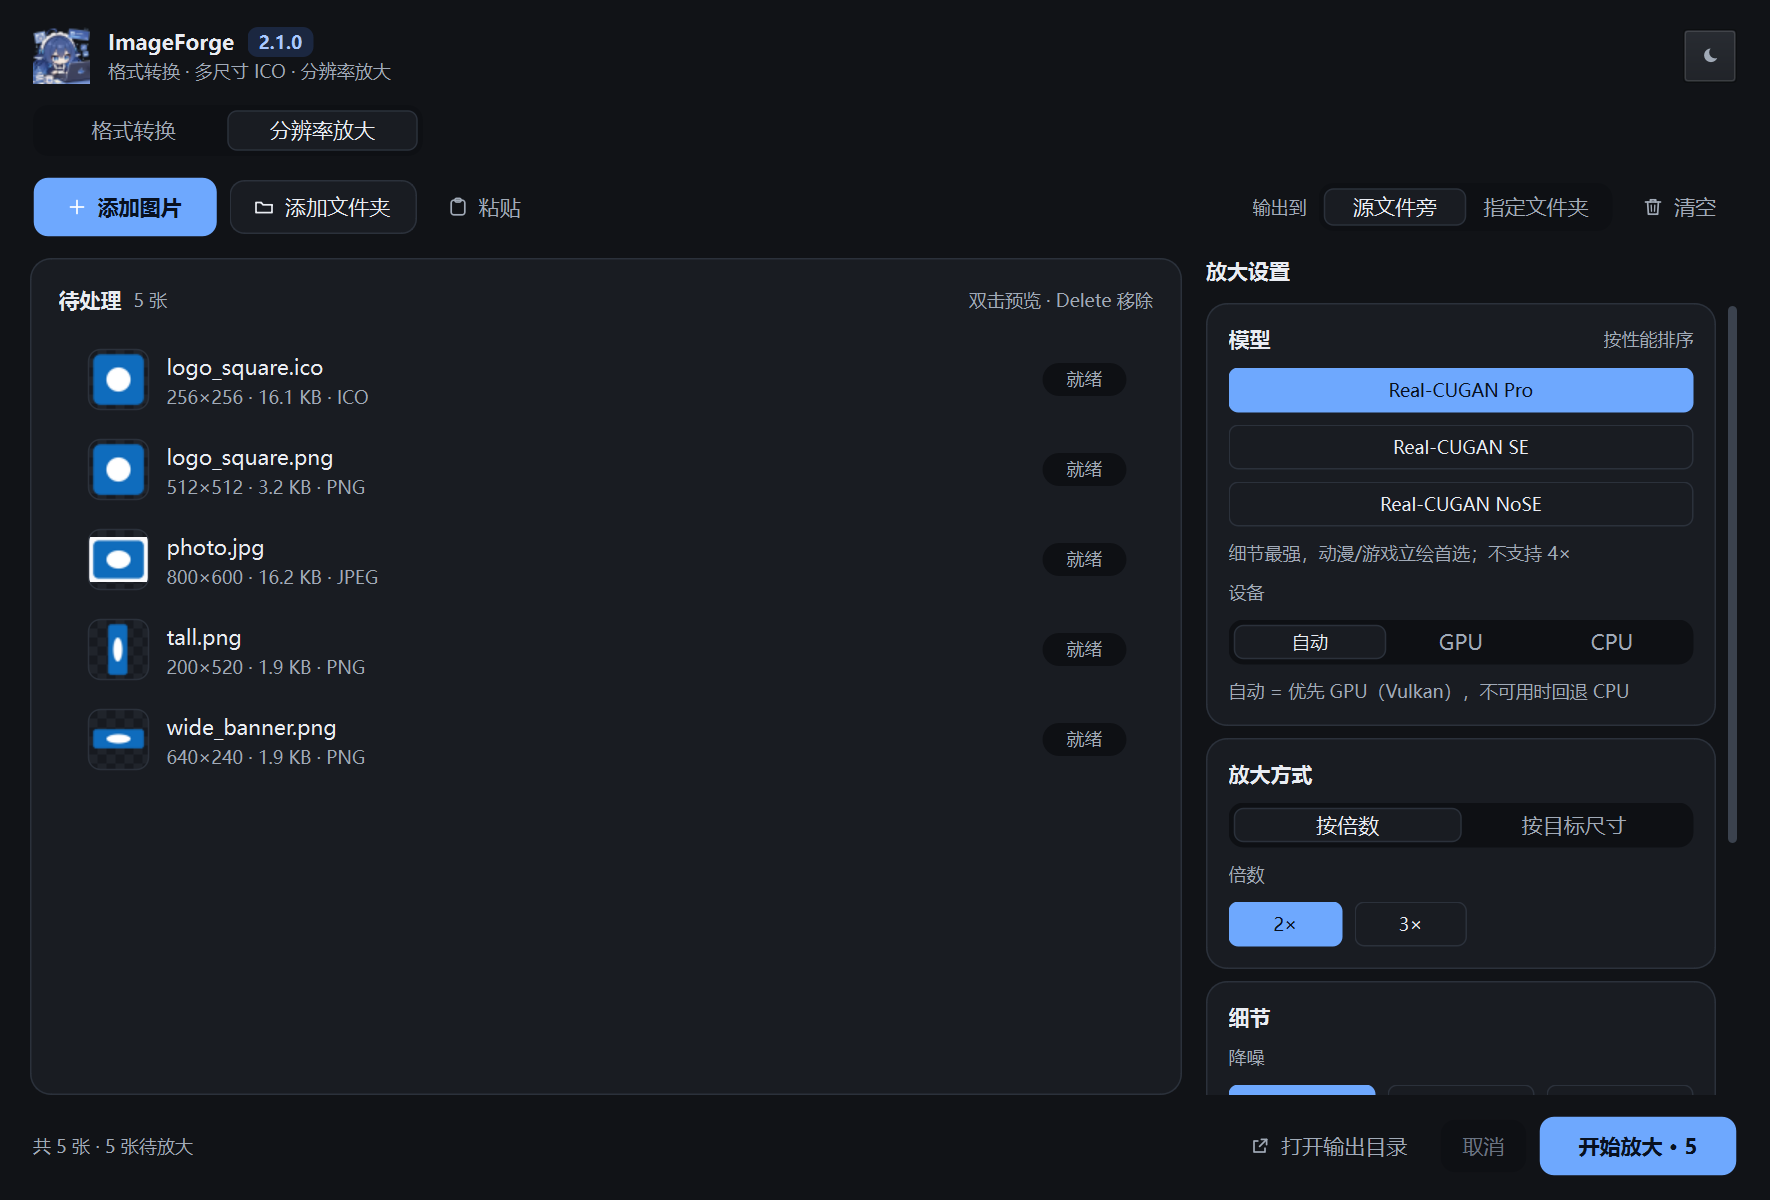 ImageForge 2.1.0
格式转换 · 多尺寸 ICO · 分辨率放大
格式转换 分辨率放大
添加图片 添加文件夹 粘贴 输出到 源文件旁 指定文件夹 清空
待处理 5 张 双击预览 · Delete 移除
logo_square.ico
256×256 · 16.1 KB · ICO
就绪
logo_square.png
512×512 · 3.2 KB · PNG
就绪
photo.jpg
800×600 · 16.2 KB · JPEG
就绪
tall.png
200×520 · 1.9 KB · PNG
就绪
wide_banner.png
640×240 · 1.9 KB · PNG
就绪
放大设置
模型 按性能排序
Real-CUGAN Pro
Real-CUGAN SE
Real-CUGAN NoSE
细节最强，动漫/游戏立绘首选；不支持 4×
设备
自动 GPU CPU
自动 = 优先 GPU（Vulkan），不可用时回退 CPU
放大方式
按倍数 按目标尺寸
倍数
2× 3×
细节
降噪
共 5 张 · 5 张待放大 打开输出目录 取消 开始放大 · 5